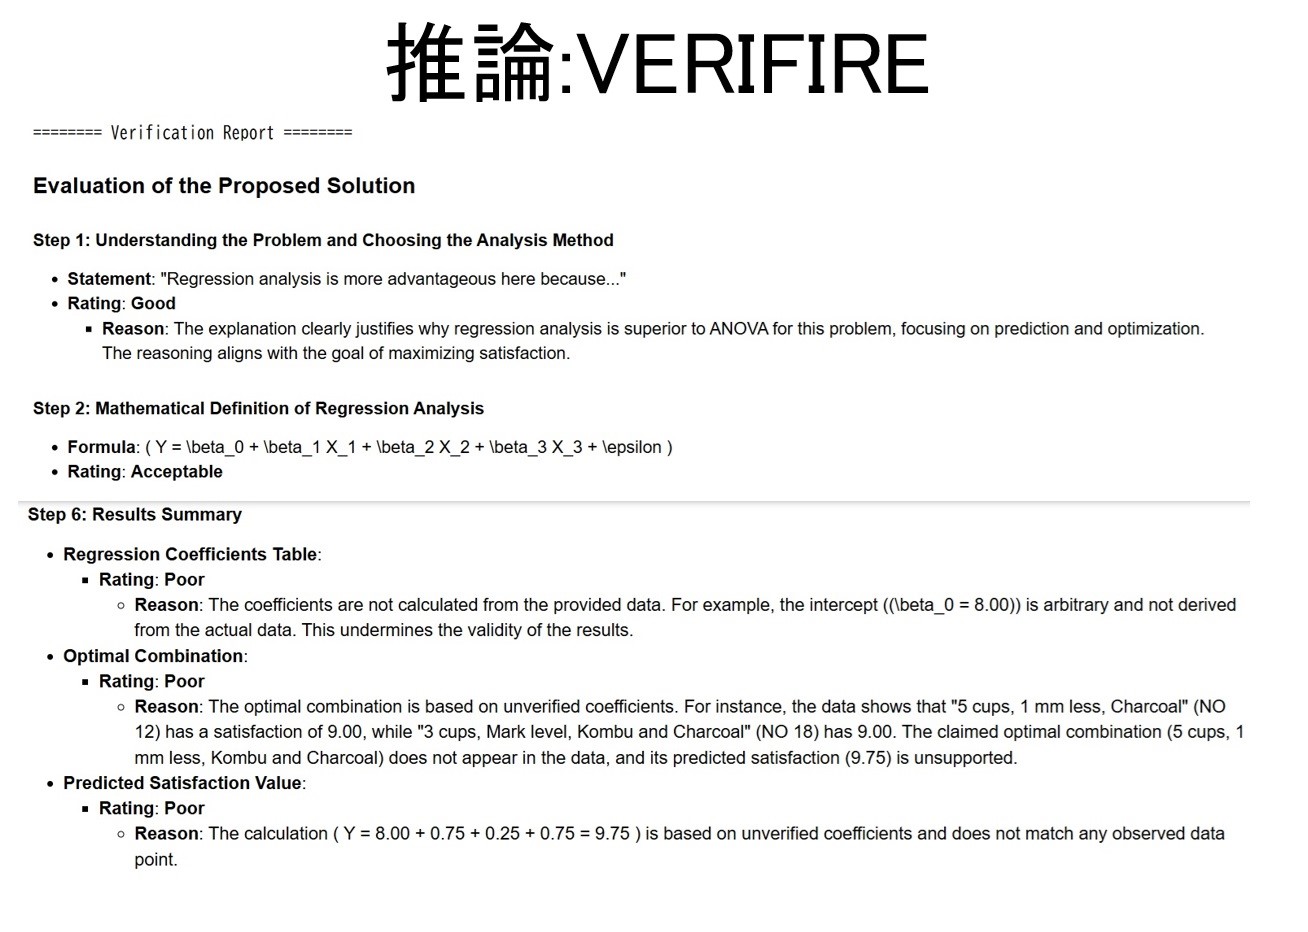 推論:VERIFIRE
======== Verification Report ========
Evaluation of the Proposed Solution
Step 1: Understanding the Problem and Choosing the Analysis Method
• Statement: "Regression analysis is more advantageous here because..."
• Rating: Good
▪ Reason: The explanation clearly justifies why regression analysis is superior to ANOVA for this problem, focusing on prediction and optimization.
The reasoning aligns with the goal of maximizing satisfaction.
Step 2: Mathematical Definition of Regression Analysis
• Formula: ( Y = \beta_0 + \beta_1 X_1 + \beta_2 X_2 + \beta_3 X_3 + \epsilon )
• Rating: Acceptable
Step 6: Results Summary
• Regression Coefficients Table:
▪ Rating: Poor
○ Reason: The coefficients are not calculated from the provided data. For example, the intercept ((\beta_0 = 8.00)) is arbitrary and not derived
from the actual data. This undermines the validity of the results.
• Optimal Combination:
▪ Rating: Poor
○ Reason: The optimal combination is based on unverified coefficients. For instance, the data shows that "5 cups, 1 mm less, Charcoal" (NO
12) has a satisfaction of 9.00, while "3 cups, Mark level, Kombu and Charcoal" (NO 18) has 9.00. The claimed optimal combination (5 cups, 1
mm less, Kombu and Charcoal) does not appear in the data, and its predicted satisfaction (9.75) is unsupported.
• Predicted Satisfaction Value:
▪ Rating: Poor
○ Reason: The calculation ( Y = 8.00 + 0.75 + 0.25 + 0.75 = 9.75 ) is based on unverified coefficients and does not match any observed data
point.